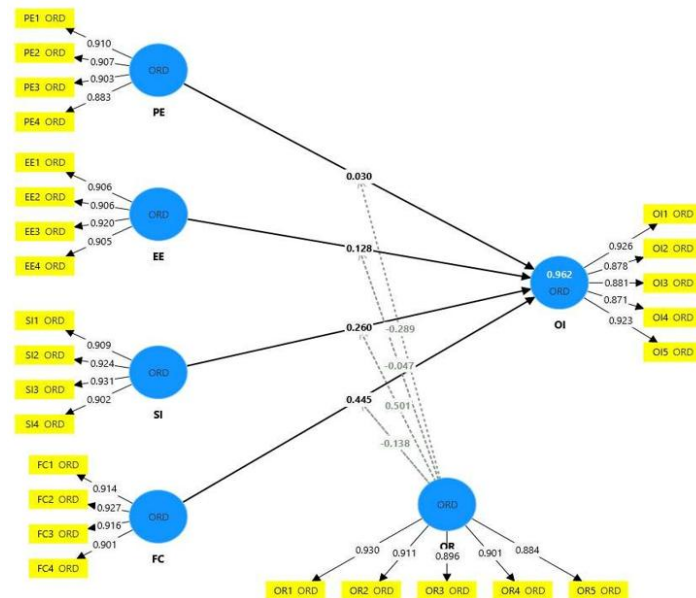 PE1 ORD
PE2 ORD
PE3 ORD
PE4 ORD
0.910
0.907
0.903
0.883
ORD
PE
EE1 ORD
EE2 ORD
EE3 ORD
EE4 ORD
0.906
0.906
0.920
0.905
ORD
EE
SI1 ORD
SI2 ORD
SI3 ORD
SI4 ORD
0.909
0.924
0.931
0.902
ORD
SI
FC1 ORD
FC2 ORD
FC3 ORD
FC4 ORD
0.914
0.927
0.916
0.901
ORD
FC
0.030
0.128
0.260
0.445
-0.289
-0.047
0.501
-0.138
0.962
ORD
OI
0.926
0.878
0.881
0.871
0.923
OI1 ORD
OI2 ORD
OI3 ORD
OI4 ORD
OI5 ORD
ORD
OR
0.930
0.911
0.896
0.901
0.884
OR1 ORD
OR2 ORD
OR3 ORD
OR4 ORD
OR5 ORD